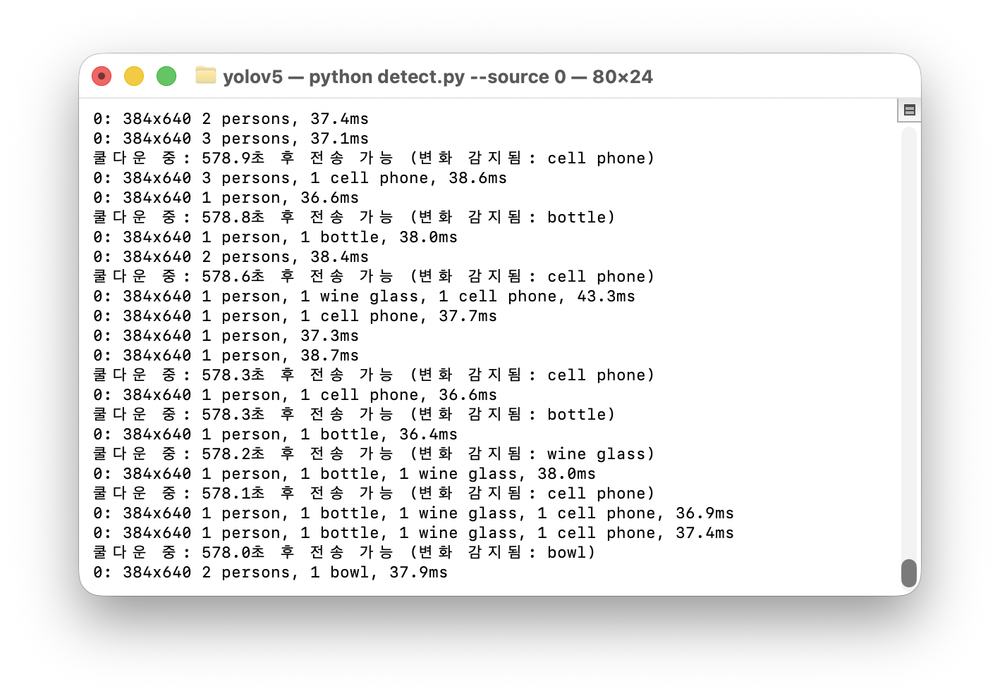 yolov5 — python detect.py --source 0 — 80×24
0: 384x640 2 persons, 37.4ms
0: 384x640 3 persons, 37.1ms
쿨다운 중: 578.9초 후 전송 가능 (변화 감지됨: cell phone)
0: 384x640 3 persons, 1 cell phone, 38.6ms
0: 384x640 1 person, 36.6ms
쿨다운 중: 578.8초 후 전송 가능 (변화 감지됨: bottle)
0: 384x640 1 person, 1 bottle, 38.0ms
0: 384x640 2 persons, 38.4ms
쿨다운 중: 578.6초 후 전송 가능 (변화 감지됨: cell phone)
0: 384x640 1 person, 1 wine glass, 1 cell phone, 43.3ms
0: 384x640 1 person, 1 cell phone, 37.7ms
0: 384x640 1 person, 37.3ms
0: 384x640 1 person, 38.7ms
쿨다운 중: 578.3초 후 전송 가능 (변화 감지됨: cell phone)
0: 384x640 1 person, 1 cell phone, 36.6ms
쿨다운 중: 578.3초 후 전송 가능 (변화 감지됨: bottle)
0: 384x640 1 person, 1 bottle, 36.4ms
쿨다운 중: 578.2초 후 전송 가능 (변화 감지됨: wine glass)
0: 384x640 1 person, 1 bottle, 1 wine glass, 38.0ms
쿨다운 중: 578.1초 후 전송 가능 (변화 감지됨: cell phone)
0: 384x640 1 person, 1 bottle, 1 wine glass, 1 cell phone, 36.9ms
0: 384x640 1 person, 1 bottle, 1 wine glass, 1 cell phone, 37.4ms
쿨다운 중: 578.0초 후 전송 가능 (변화 감지됨: bowl)
0: 384x640 2 persons, 1 bowl, 37.9ms